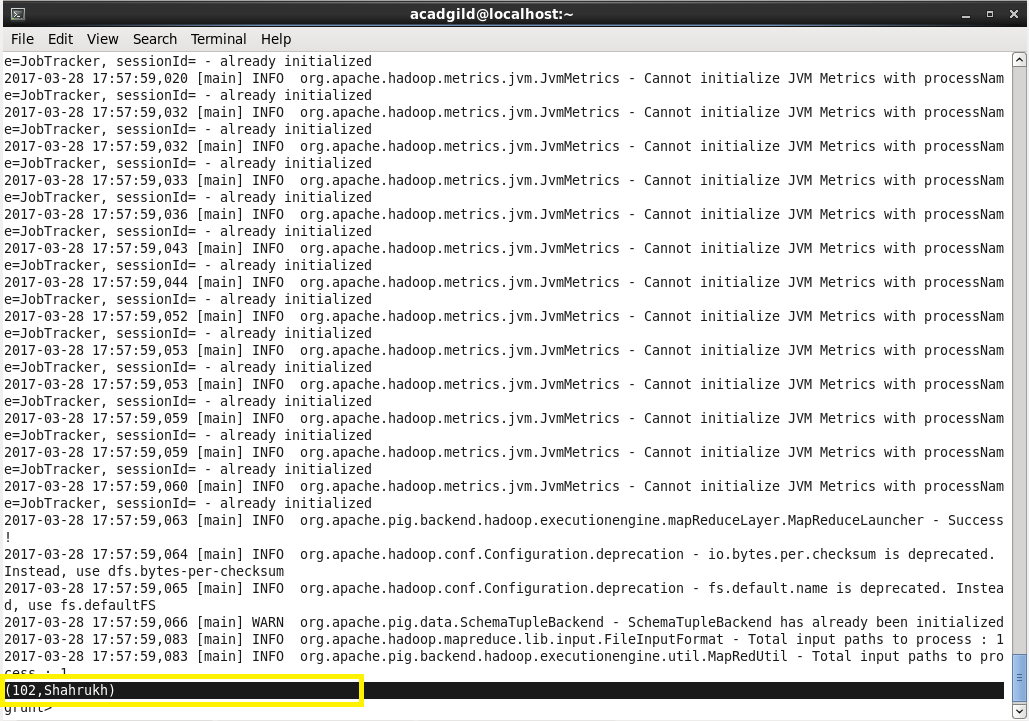 acadgild@localhost:~
File Edit View Search Terminal Help
e=JobTracker, sessionId= - already initialized
2017-03-28 17:57:59,020 [main] INFO  org.apache.hadoop.metrics.jvm.JvmMetrics - Cannot initialize JVM Metrics with processNam
e=JobTracker, sessionId= - already initialized
2017-03-28 17:57:59,032 [main] INFO  org.apache.hadoop.metrics.jvm.JvmMetrics - Cannot initialize JVM Metrics with processNam
e=JobTracker, sessionId= - already initialized
2017-03-28 17:57:59,032 [main] INFO  org.apache.hadoop.metrics.jvm.JvmMetrics - Cannot initialize JVM Metrics with processNam
e=JobTracker, sessionId= - already initialized
2017-03-28 17:57:59,033 [main] INFO  org.apache.hadoop.metrics.jvm.JvmMetrics - Cannot initialize JVM Metrics with processNam
e=JobTracker, sessionId= - already initialized
2017-03-28 17:57:59,036 [main] INFO  org.apache.hadoop.metrics.jvm.JvmMetrics - Cannot initialize JVM Metrics with processNam
e=JobTracker, sessionId= - already initialized
2017-03-28 17:57:59,043 [main] INFO  org.apache.hadoop.metrics.jvm.JvmMetrics - Cannot initialize JVM Metrics with processNam
e=JobTracker, sessionId= - already initialized
2017-03-28 17:57:59,044 [main] INFO  org.apache.hadoop.metrics.jvm.JvmMetrics - Cannot initialize JVM Metrics with processNam
e=JobTracker, sessionId= - already initialized
2017-03-28 17:57:59,052 [main] INFO  org.apache.hadoop.metrics.jvm.JvmMetrics - Cannot initialize JVM Metrics with processNam
e=JobTracker, sessionId= - already initialized
2017-03-28 17:57:59,053 [main] INFO  org.apache.hadoop.metrics.jvm.JvmMetrics - Cannot initialize JVM Metrics with processNam
e=JobTracker, sessionId= - already initialized
2017-03-28 17:57:59,053 [main] INFO  org.apache.hadoop.metrics.jvm.JvmMetrics - Cannot initialize JVM Metrics with processNam
e=JobTracker, sessionId= - already initialized
2017-03-28 17:57:59,059 [main] INFO  org.apache.hadoop.metrics.jvm.JvmMetrics - Cannot initialize JVM Metrics with processNam
e=JobTracker, sessionId= - already initialized
2017-03-28 17:57:59,059 [main] INFO  org.apache.hadoop.metrics.jvm.JvmMetrics - Cannot initialize JVM Metrics with processNam
e=JobTracker, sessionId= - already initialized
2017-03-28 17:57:59,060 [main] INFO  org.apache.hadoop.metrics.jvm.JvmMetrics - Cannot initialize JVM Metrics with processNam
e=JobTracker, sessionId= - already initialized
2017-03-28 17:57:59,063 [main] INFO  org.apache.pig.backend.hadoop.executionengine.mapReduceLayer.MapReduceLauncher - Success
!
2017-03-28 17:57:59,064 [main] INFO  org.apache.hadoop.conf.Configuration.deprecation - io.bytes.per.checksum is deprecated.
Instead, use dfs.bytes-per-checksum
2017-03-28 17:57:59,065 [main] INFO  org.apache.hadoop.conf.Configuration.deprecation - fs.default.name is deprecated. Instea
d, use fs.defaultFS
2017-03-28 17:57:59,066 [main] WARN  org.apache.pig.data.SchemaTupleBackend - SchemaTupleBackend has already been initialized
2017-03-28 17:57:59,083 [main] INFO  org.apache.hadoop.mapreduce.lib.input.FileInputFormat - Total input paths to process : 1
2017-03-28 17:57:59,083 [main] INFO  org.apache.pig.backend.hadoop.executionengine.util.MapRedUtil - Total input paths to pro
cess : 1
(102,Shahrukh)
grunt>